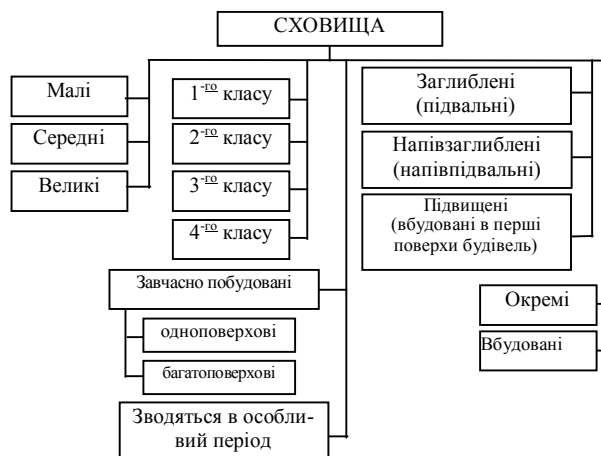 СХОВИЩА
Малі
Середні
Великі
1-го класу
2-го класу
3-го класу
4-го класу
Заглиблені
(підвальні)
Напівзаглиблені
(напівпідвальні)
Підвищені
(вбудовані в перші
поверхи будівель)
Завчасно побудовані
одноповерхові
багатоповерхові
Зводяться в особли-
вий період
Окремі
Вбудовані